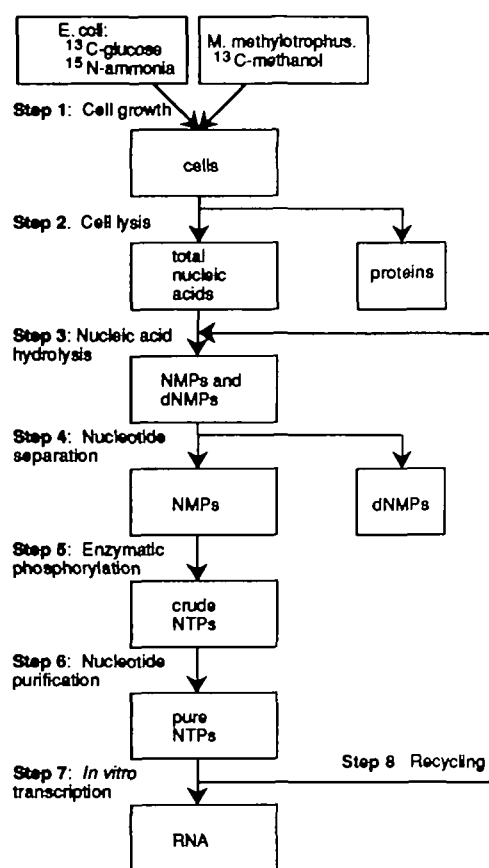 E. coli:
13C-glucose
15N-ammonia
M. methylotrophus.
13C-methanol
Step 1: Cell growth
cells
Step 2. Cell lysis
total
nucleic
acids
proteins
Step 3: Nucleic acid
hydrolysis
NMPs and
dNMPs
Step 4: Nucleotide
separation
NMPs
dNMPs
Step 5: Enzymatic
phosphorylation
crude
NTPs
Step 6: Nucleotide
purification
pure
NTPs
Step 8 Recycling
Step 7: In vitro
transcription
RNA